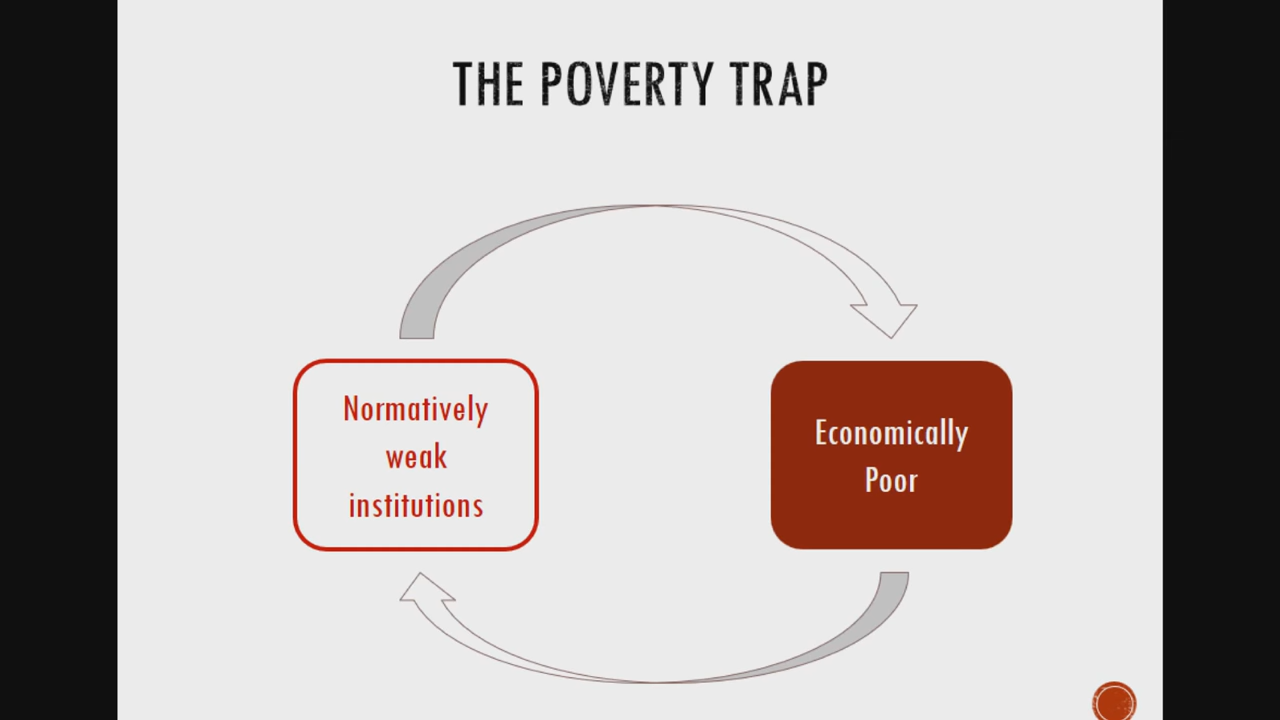 THE POVERTY TRAP
Normatively
weak
institutions
Economically
Poor